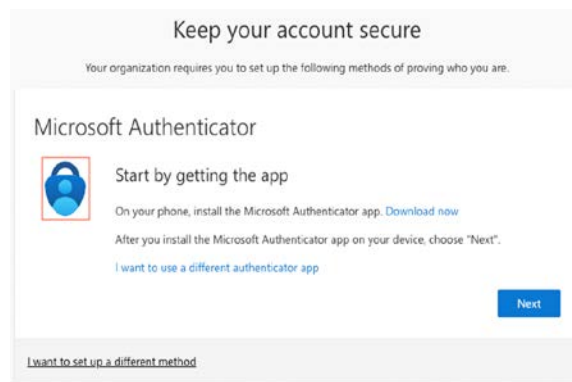 Keep your account secure
Your organization requires you to set up the following methods of proving who you are.
Microsoft Authenticator
Start by getting the app
On your phone, install the Microsoft Authenticator app. Download now
After you install the Microsoft Authenticator app on your device, choose "Next".
I want to use a different authenticator app
Next
I want to set up a different method